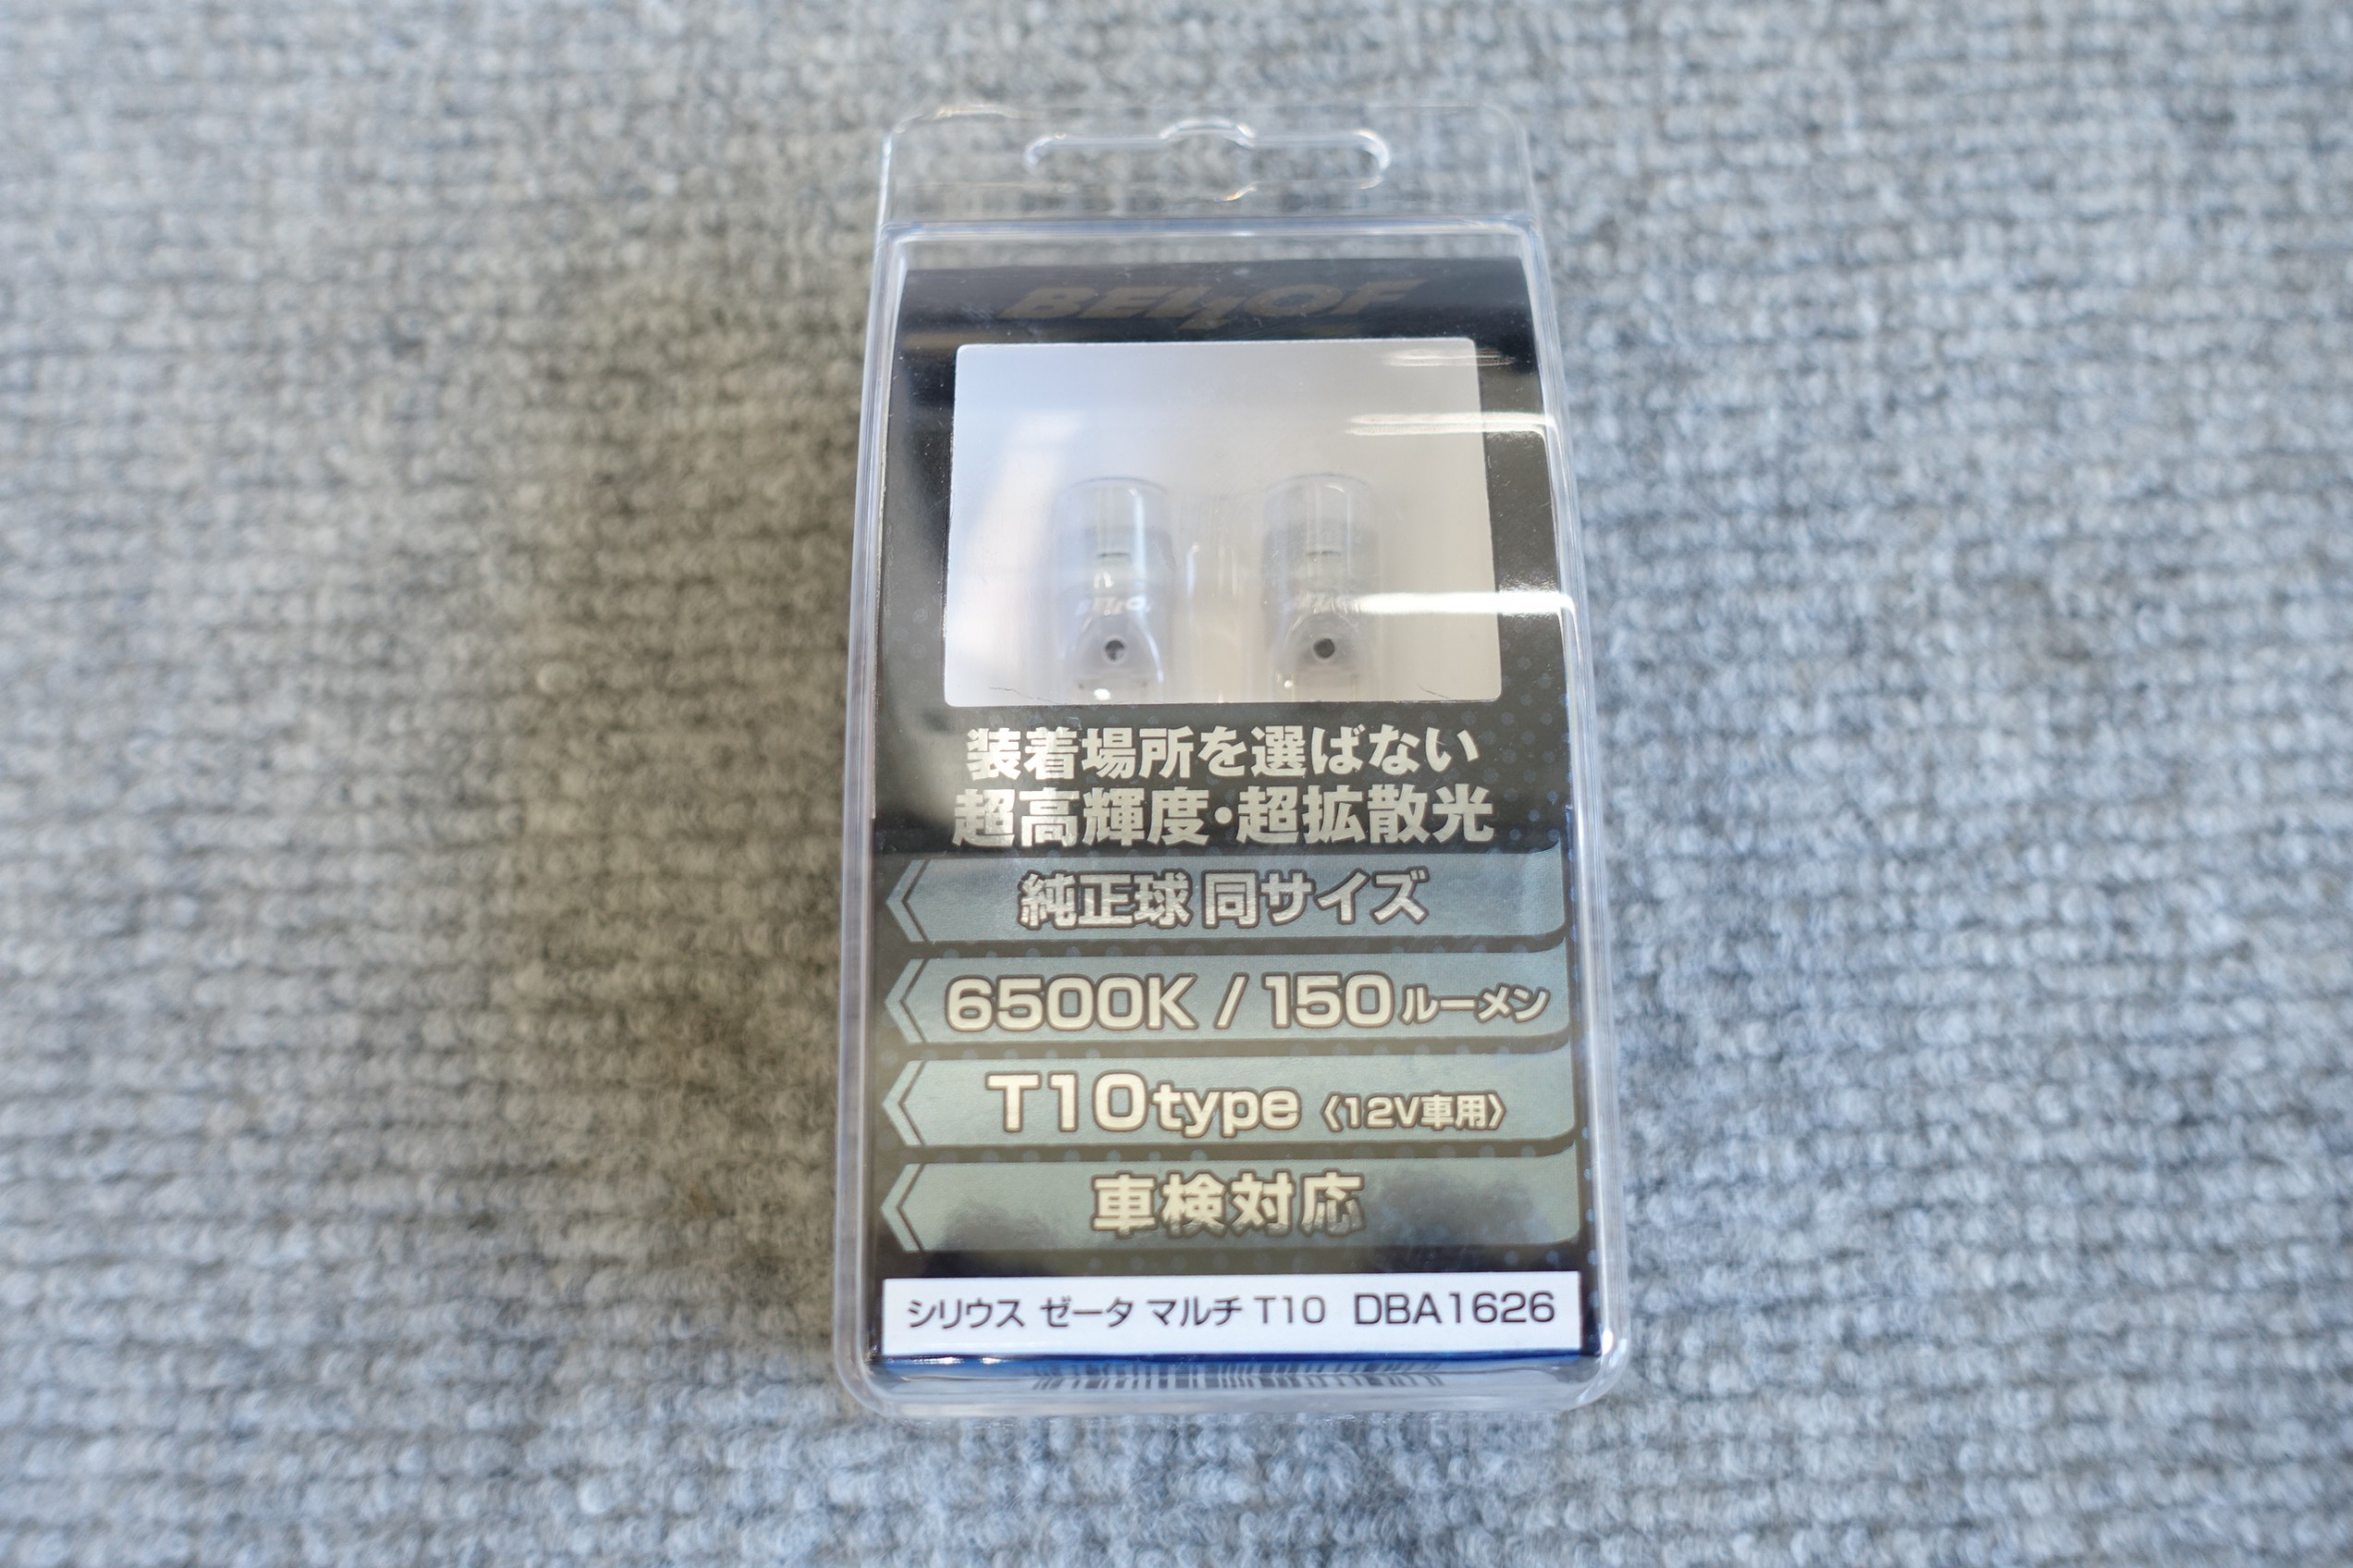 BELLOF
装着場所を選ばない
超高輝度・超拡散光
純正球 同サイズ
6500K / 150ルーメン
T10type 〈12V車用〉
車検対応
シリウス ゼータ マルチ T10 DBA1626